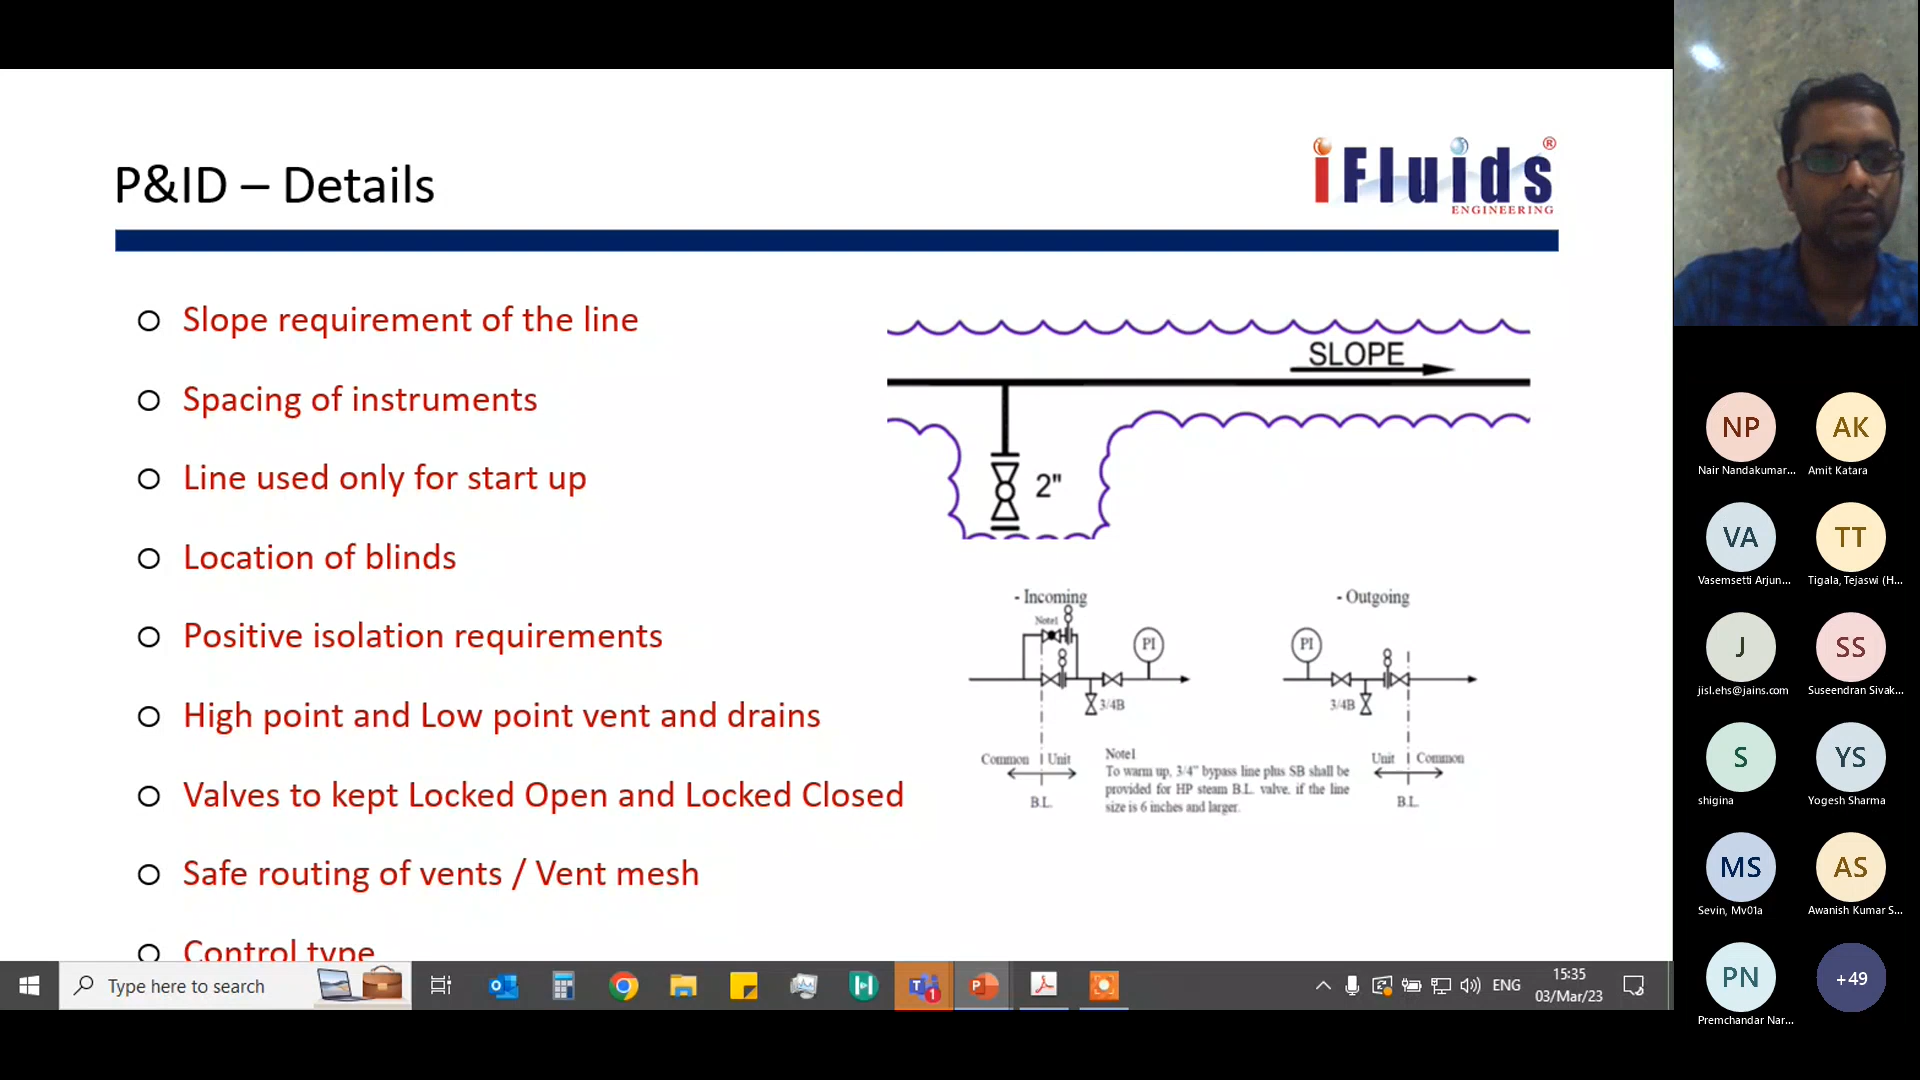 P&ID – Details
iFluids
®
ENGINEERING
Slope requirement of the line
Spacing of instruments
Line used only for start up
Location of blinds
Positive isolation requirements
High point and Low point vent and drains
Valves to kept Locked Open and Locked Closed
Safe routing of vents / Vent mesh
Control type
SLOPE
2"
- Incoming
Note1
PI
3/4B
Common
Unit
B.L.
Note1
To warm up, 3/4" bypass line plus SB shall be
provided for HP steam B.L. valve, if the line
size is 6 inches and larger.
- Outgoing
PI
3/4B
Unit
Common
B.L.
NP
Nair Nandakumar...
AK
Amit Katara
VA
Vasemsetti Arjun...
TT
Tigala, Tejaswi (H...
J
jisl.ehs@jains.com
SS
Suseendran Sivak...
S
shigina
YS
Yogesh Sharma
MS
Sevin, Mv01a
AS
Awanish Kumar S...
PN
Premchandar Nar...
+49
Type here to search
1
ENG
15:35
03/Mar/23